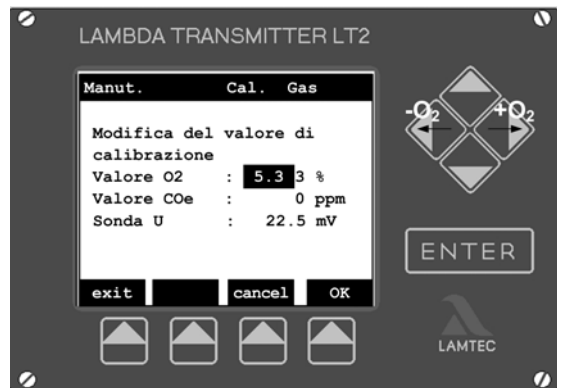 LAMBDA TRANSMITTER LT2
Manut. Cal. Gas
Modifica del valore di
calibrazione
Valore O2 : 5.3 3 %
Valore COe : 0 ppm
Sonda U : 22.5 mV
exit cancel OK
-O2 +O2
ENTER
LAMTEC